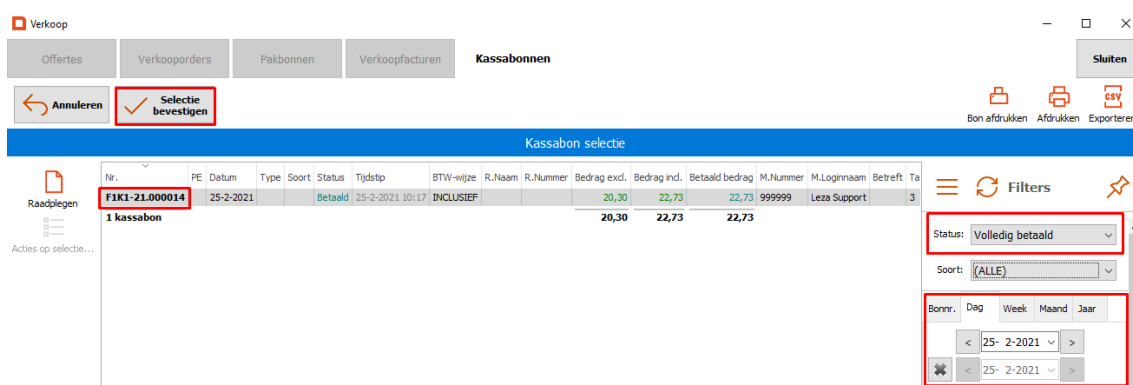 Verkoop
Offertes Verkooporders Pakbonnen Verkoopfacturen Kassabonnen Sluiten
Annuleren Selectie bevestigen Bon afdrukken Afdrukken Exporteren
CSV
Kassabon selectie
Raadplegen
Acties op selectie...
Nr. PE Datum Type Soort Status Tijdstip BTW-wijze R.Naam R.Nummer Bedrag excl. Bedrag incl. Betaald bedrag M.Nummer M.Loginnaam Betreft Ta
F1K1-21.000014 25-2-2021 Betaald 25-2-2021 10:17 INCLUSIEF 20,30 22,73 22,73 999999 Leza Support 3
1 kassabon 20,30 22,73 22,73
Filters
Status: Volledig betaald
Soort: (ALLE)
Bonnr. Dag Week Maand Jaar
< 25- 2-2021 >
< 25- 2-2021 >